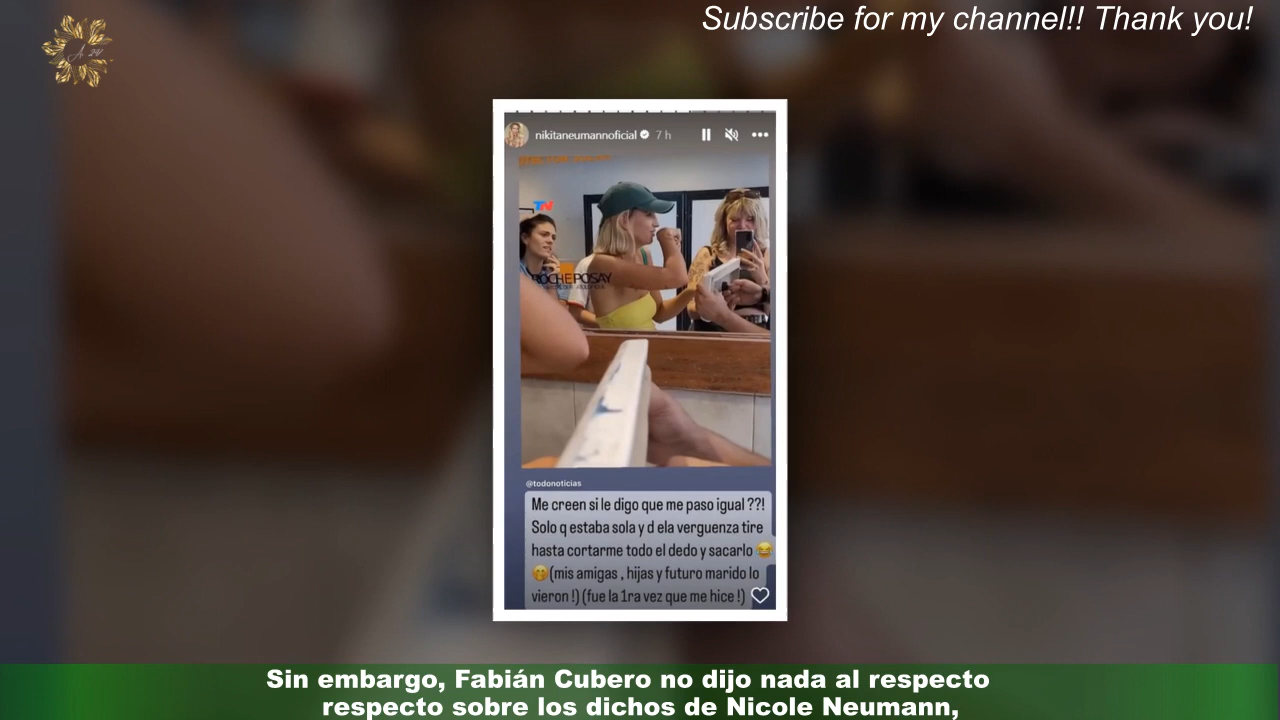 Subscribe for my channel!! Thank you!
nikitaneumannoficial 7 h
TN
ROCHE POSAY
@todonoticias
Me creen si le digo que me paso igual ??!
Solo q estaba sola y d ela verguenza tire
hasta cortarme todo el dedo y sacarlo 😂
🤭(mis amigas , hijas y futuro marido lo
vieron !) (fue la 1ra vez que me hice !)
Sin embargo, Fabián Cubero no dijo nada al respecto
respecto sobre los dichos de Nicole Neumann,